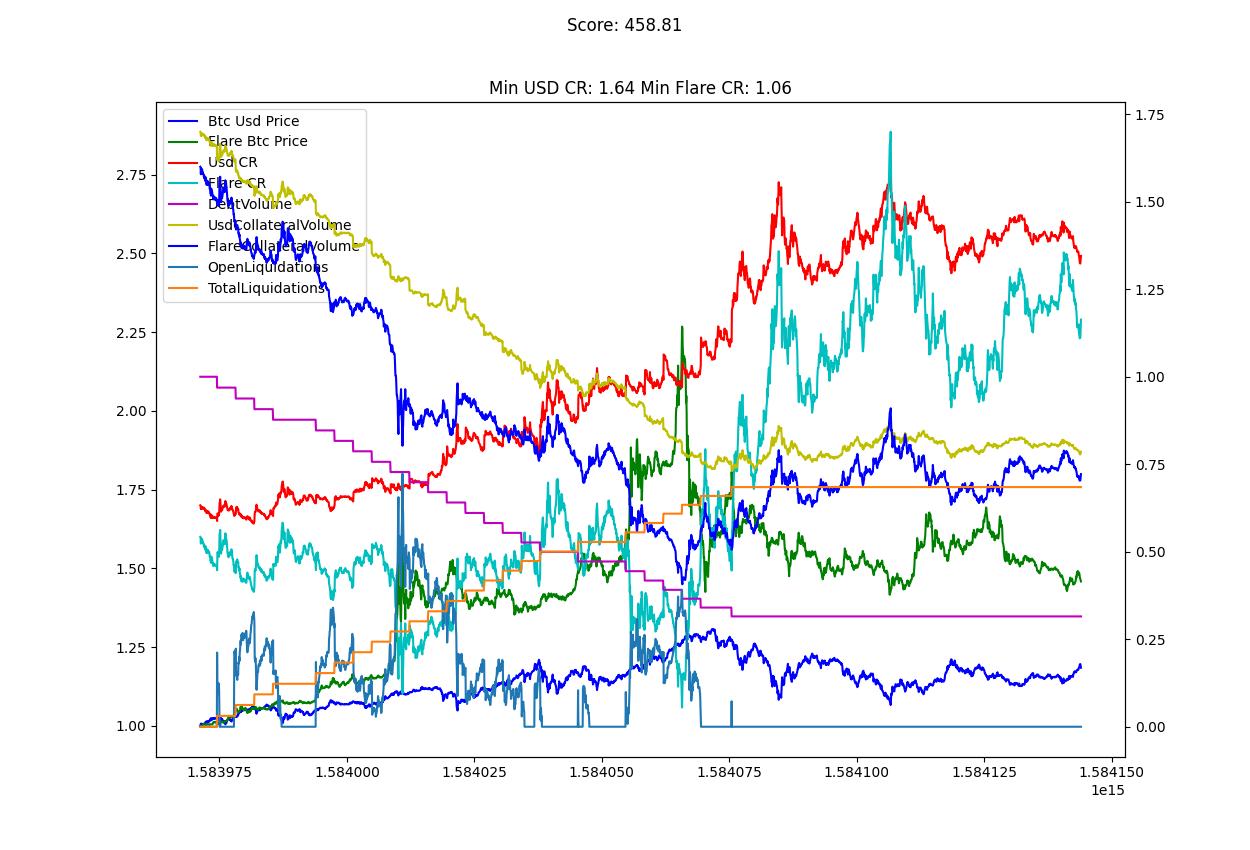 Score: 458.81
Min USD CR: 1.64 Min Flare CR: 1.06
Btc Usd Price
Flare Btc Price
Usd CR
Flare CR
DebtVolume
UsdCollateralVolume
FlareCollateralVolume
OpenLiquidations
TotalLiquidations
2.75
2.50
2.25
2.00
1.75
1.50
1.25
1.00
1.75
1.50
1.25
1.00
0.75
0.50
0.25
0.00
1.583975
1.584000
1.584025
1.584050
1.584075
1.584100
1.584125
1.584150
1e15